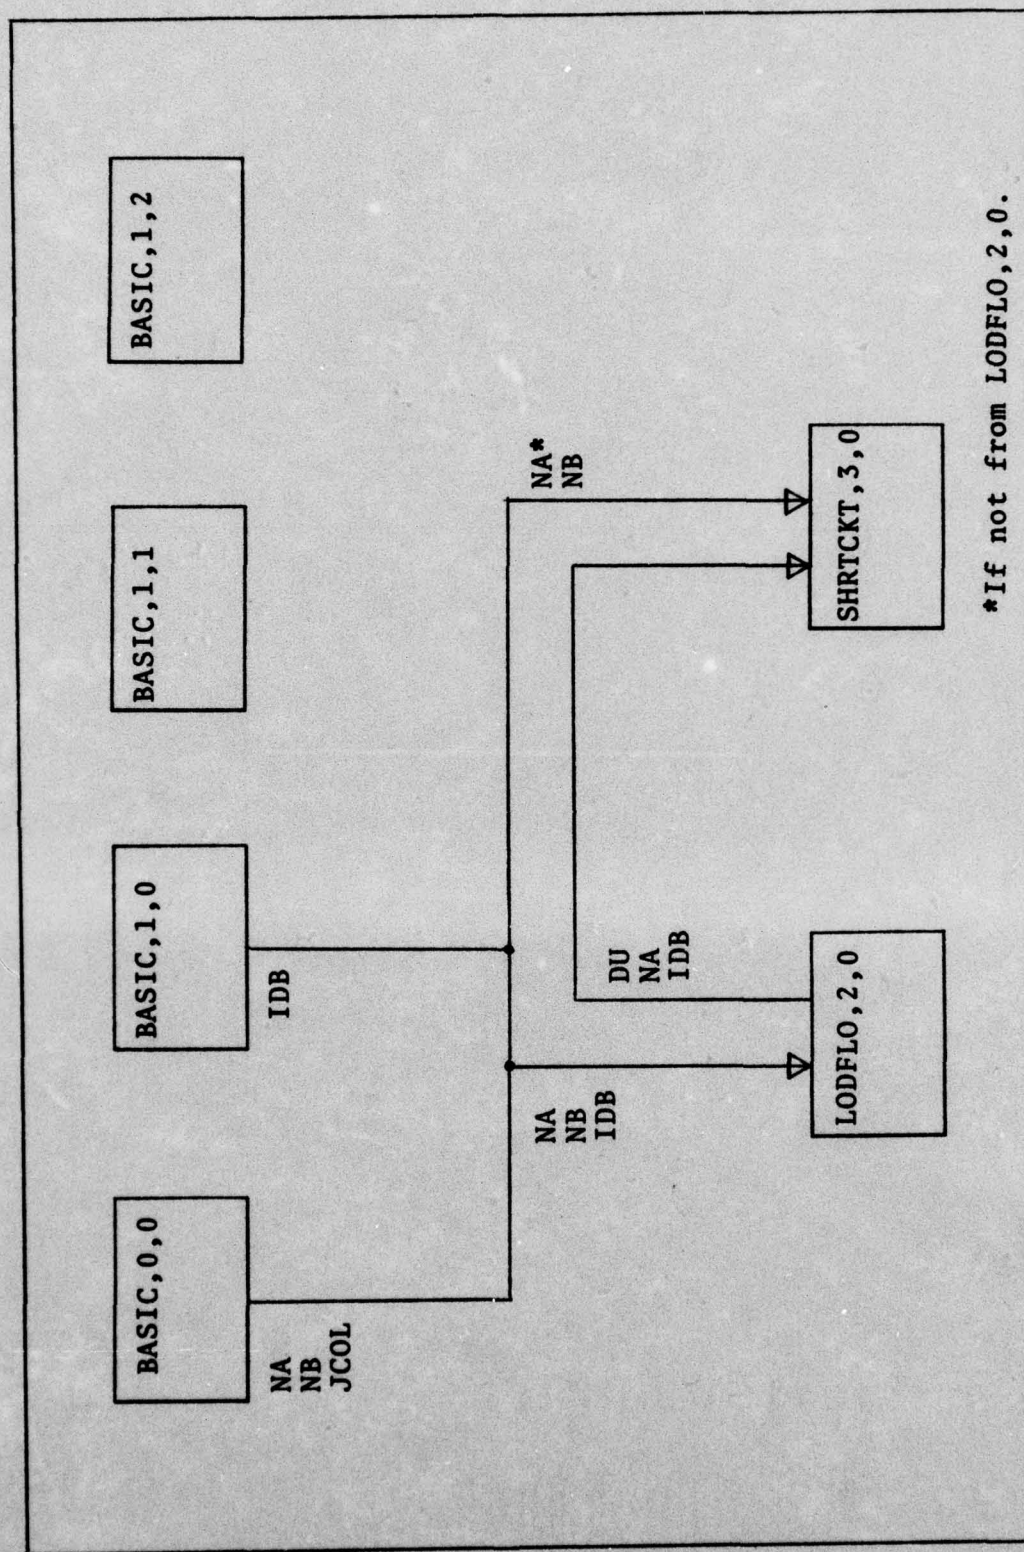 BASIC,0,0
BASIC,1,0
BASIC,1,1
BASIC,1,2
NA
NB
JCOL
IDB
NA
NB
IDB
DU
NA
IDB
NA*
NB
LODFLO,2,0
SHRTCKT,3,0
*If not from LODFLO,2,0.